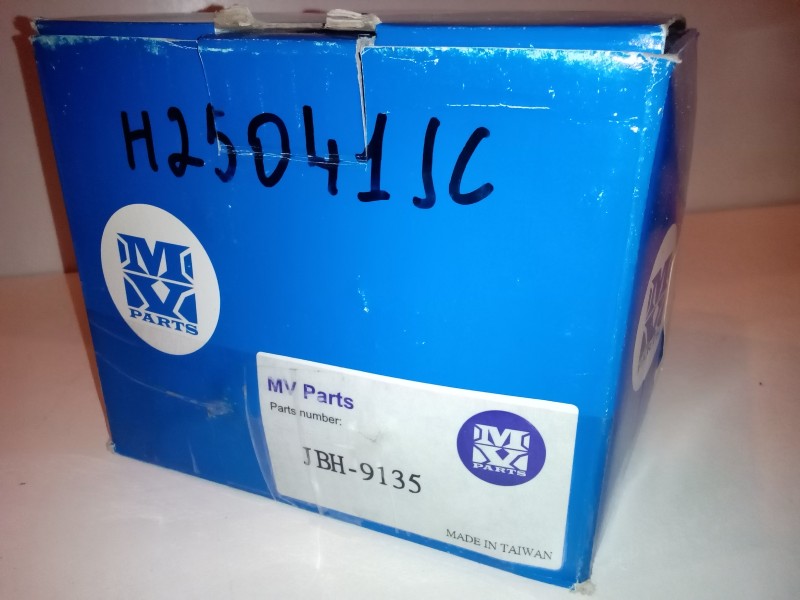 H25041JC
MV
PARTS
MV Parts
Parts number:
JBH-9135
MV
PARTS
MADE IN TAIWAN